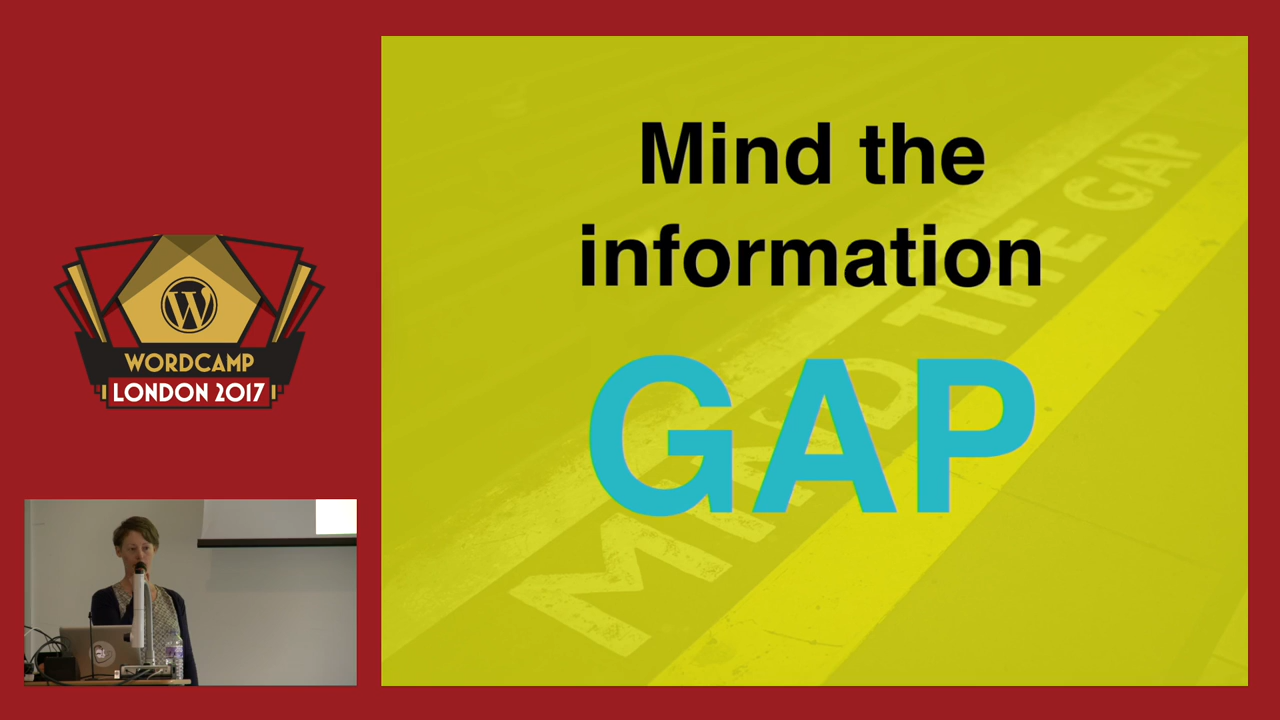 WORDCAMP
LONDON 2017
Mind the
information
GAP
MIND THE GAP